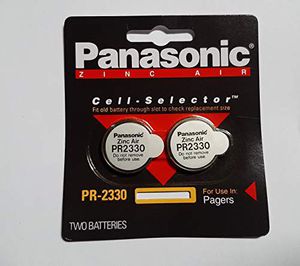 Panasonic
ZINC AIR
Cell-Selector™
Fit old battery through slot to check replacement size
Panasonic
Zinc Air
PR2330
Do not remove
before use.
Panasonic
Zinc Air
PR2330
Do not remove
before use.
PR-2330
For Use In:
Pagers
TWO BATTERIES